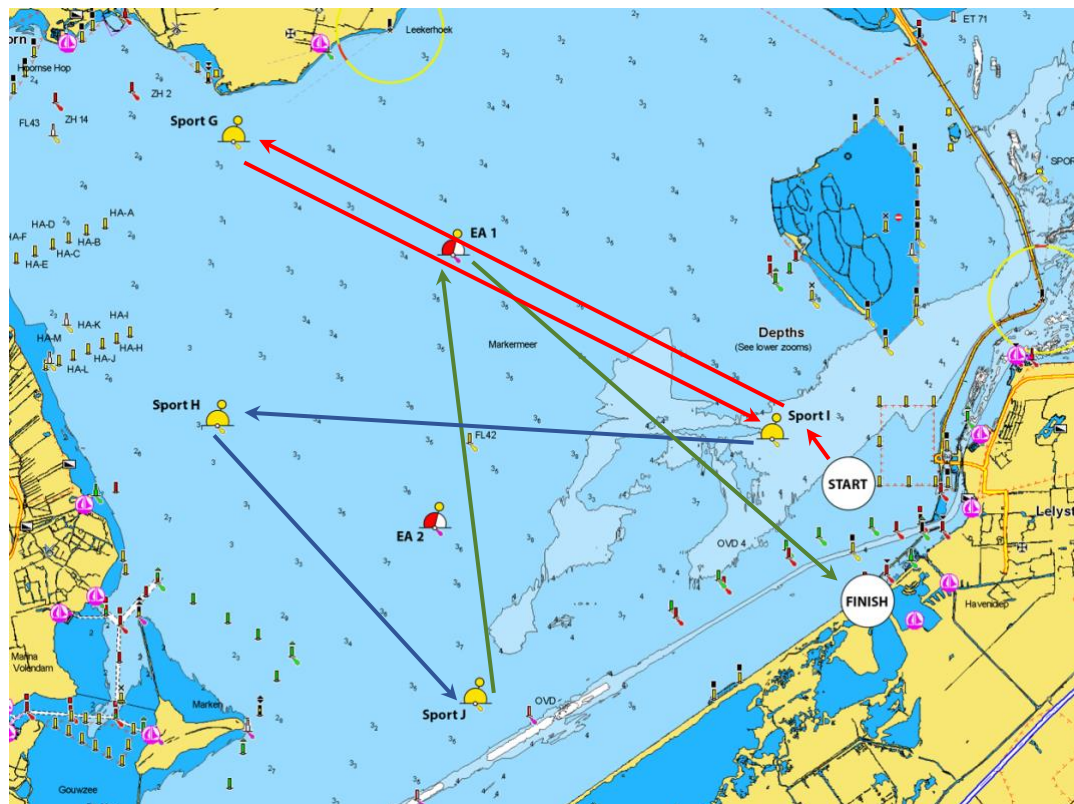 ET 71
Leekerhoek
orn
Hoornse Hop
ZH 2
ZH 14
FL43
Sport G
SPOR
HA-A
HA-D
HA-B
HA-F
HA-C
HA-E
EA 1
HA-I
HA-K
HA-M
HA-H
HA-J
HA-L
Markermeer
Depths
(See lower zooms)
Sport H
Sport I
FL42
START
Lelyst
EA 2
OVD 4
FINISH
Havendiep
Marina
Volendam
Sport J
OVD
Marken
Gouwzee